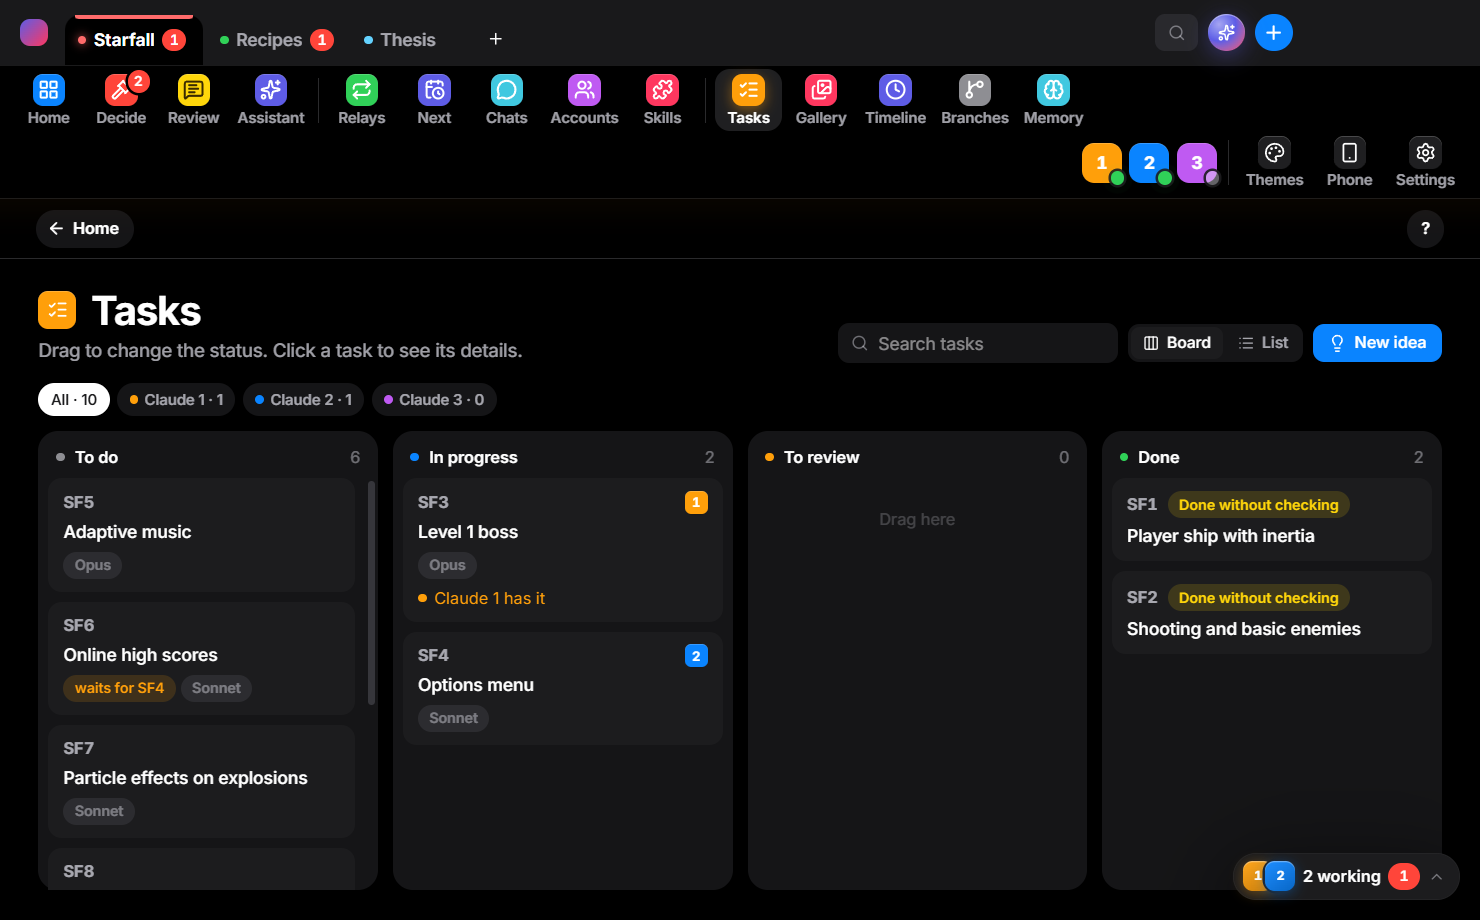 Starfall 1
Recipes 1
Thesis
+
Home
Decide 2
Review
Assistant
Relays
Next
Chats
Accounts
Skills
Tasks
Gallery
Timeline
Branches
Memory
1
2
3
Themes
Phone
Settings
Home
?
Tasks
Drag to change the status. Click a task to see its details.
Search tasks
Board
List
New idea
All · 10
Claude 1 · 1
Claude 2 · 1
Claude 3 · 0
To do 6
SF5
Adaptive music
Opus
SF6
Online high scores
waits for SF4 Sonnet
SF7
Particle effects on explosions
Sonnet
SF8
In progress 2
SF3 1
Level 1 boss
Opus
Claude 1 has it
SF4 2
Options menu
Sonnet
To review 0
Drag here
Done 2
SF1 Done without checking
Player ship with inertia
SF2 Done without checking
Shooting and basic enemies
1 2 2 working 1